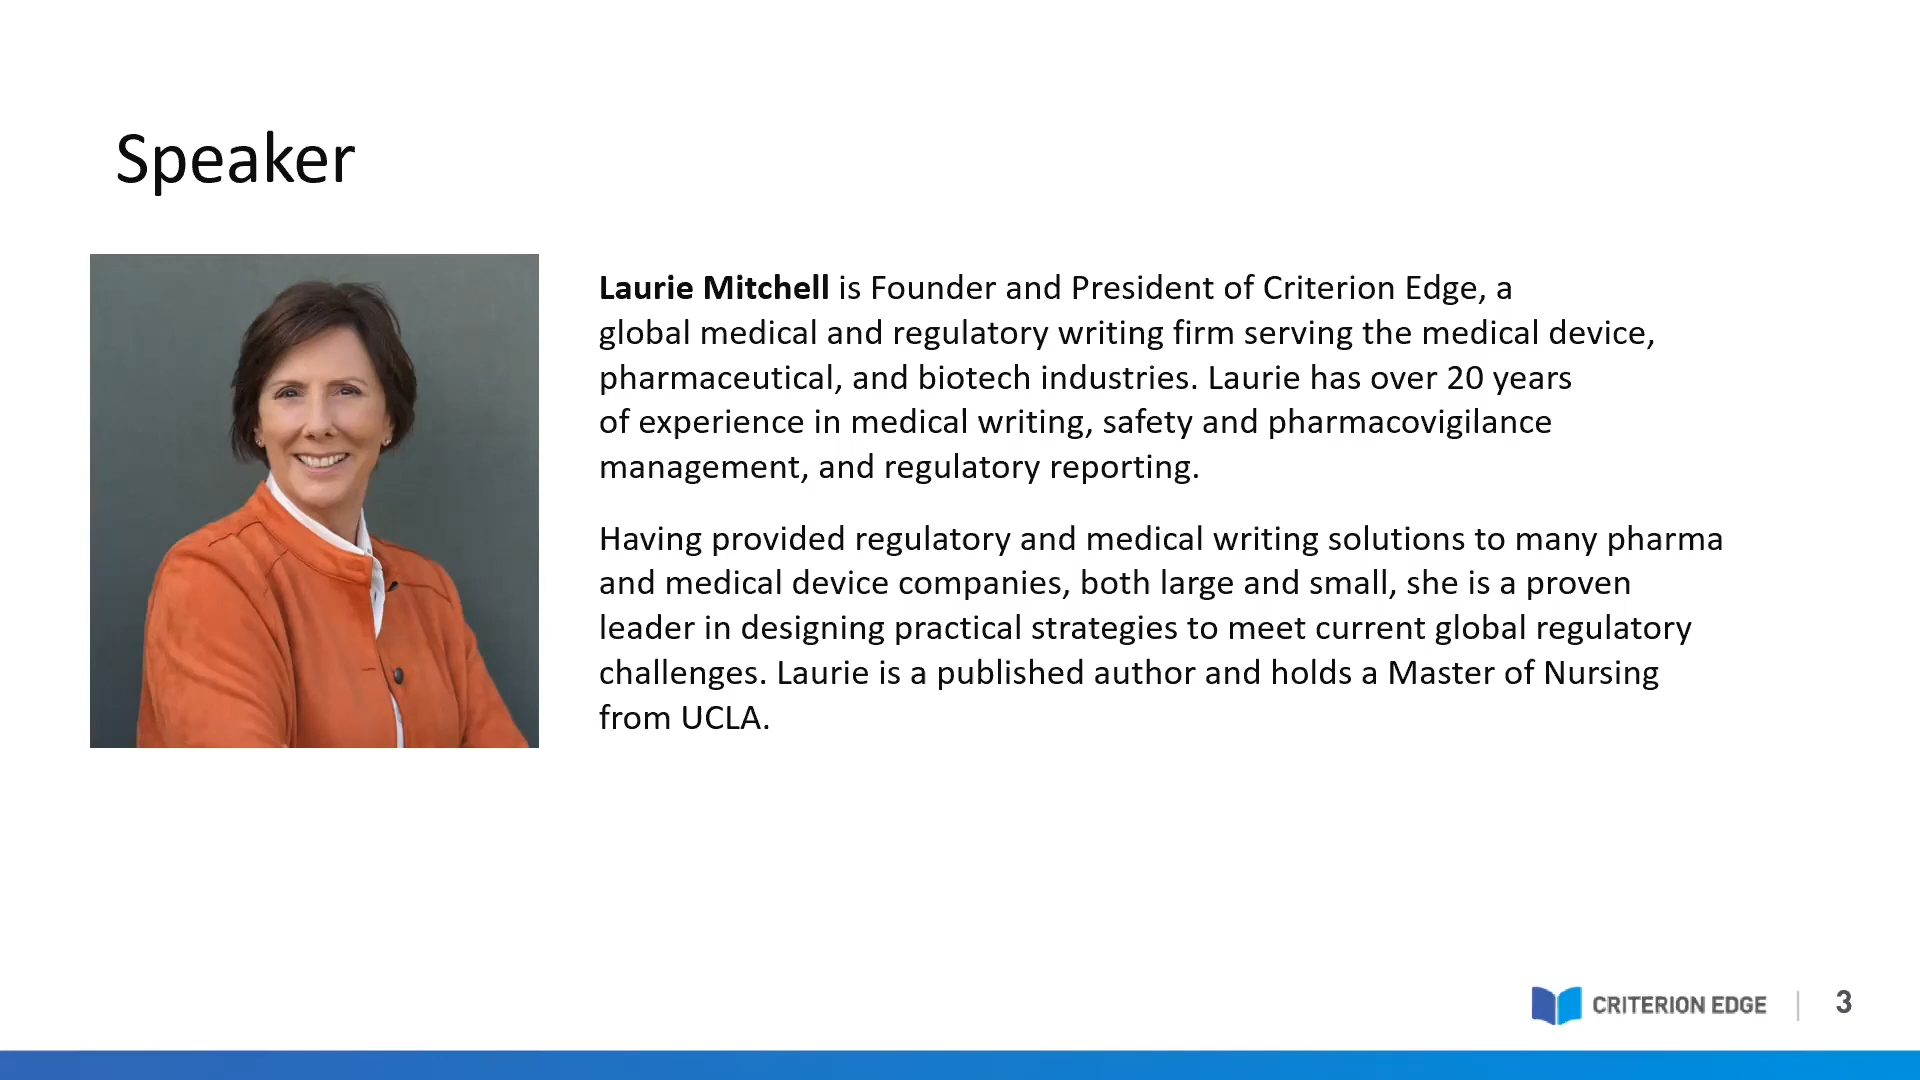 Speaker
Laurie Mitchell is Founder and President of Criterion Edge, a
global medical and regulatory writing firm serving the medical device,
pharmaceutical, and biotech industries. Laurie has over 20 years
of experience in medical writing, safety and pharmacovigilance
management, and regulatory reporting.
Having provided regulatory and medical writing solutions to many pharma
and medical device companies, both large and small, she is a proven
leader in designing practical strategies to meet current global regulatory
challenges. Laurie is a published author and holds a Master of Nursing
from UCLA.
CRITERION EDGE | 3